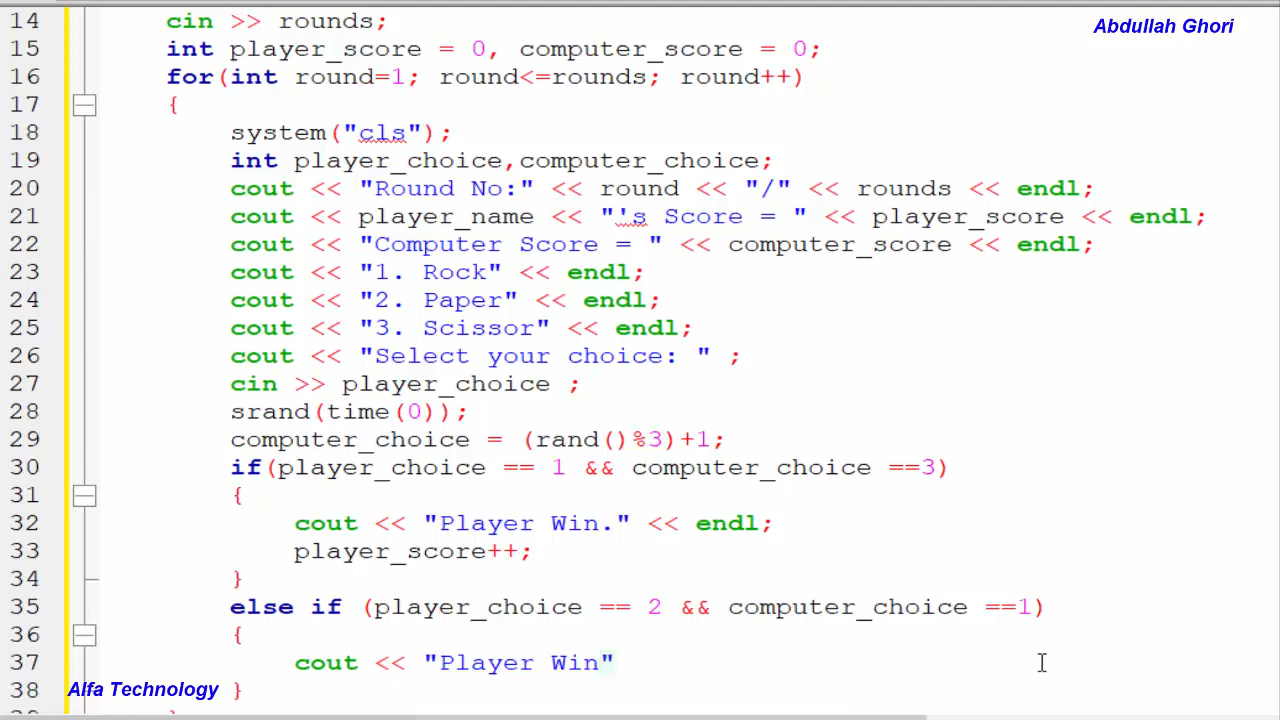 Abdullah Ghori
14 cin >> rounds;
15 int player_score = 0, computer_score = 0;
16 for(int round=1; round<=rounds; round++)
17 {
18 system("cls");
19 int player_choice,computer_choice;
20 cout << "Round No:" << round << "/" << rounds << endl;
21 cout << player_name << "'s Score = " << player_score << endl;
22 cout << "Computer Score = " << computer_score << endl;
23 cout << "1. Rock" << endl;
24 cout << "2. Paper" << endl;
25 cout << "3. Scissor" << endl;
26 cout << "Select your choice: " ;
27 cin >> player_choice ;
28 srand(time(0));
29 computer_choice = (rand()%3)+1;
30 if(player_choice == 1 && computer_choice ==3)
31 {
32 cout << "Player Win." << endl;
33 player_score++;
34 }
35 else if (player_choice == 2 && computer_choice ==1)
36 {
37 cout << "Player Win"
38 }
Alfa Technology